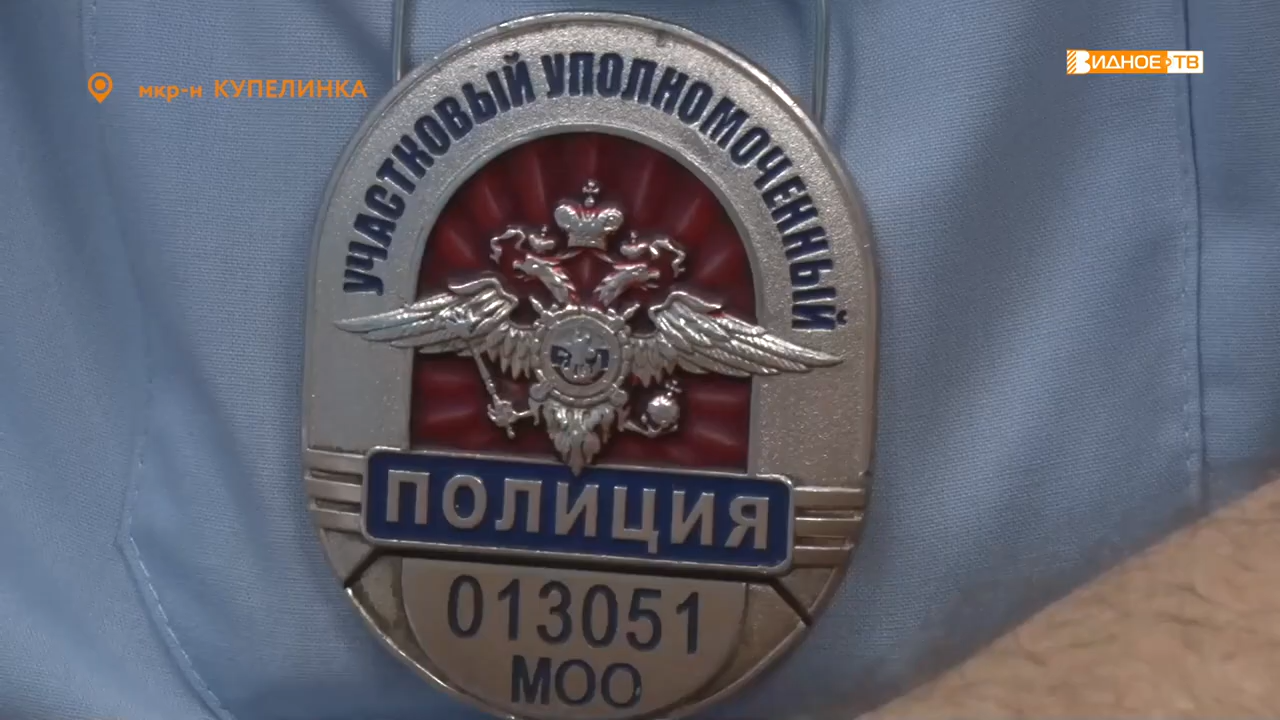 мкр-н КУПЕЛИНКА
ВИДНОЕ ТВ
УЧАСТКОВЫЙ УПОЛНОМОЧЕННЫЙ
ПОЛИЦИЯ
013051
МОО